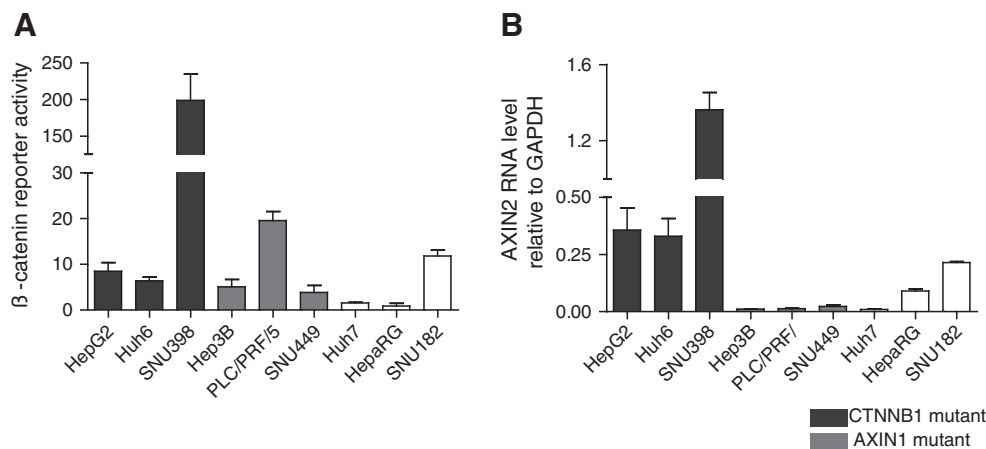 A
ß -catenin reporter activity
250
200
150
30
20
10
0
HepG2
Huh6
SNU398
Hep3B
PLC/PRF/5
SNU449
Huh7
HepaRG
SNU182
B
AXIN2 RNA level
relative to GAPDH
1.6
1.2
0.50
0.25
0.00
HepG2
Huh6
SNU398
Hep3B
PLC/PRF/
SNU449
Huh7
HepaRG
SNU182
CTNNB1 mutant
AXIN1 mutant